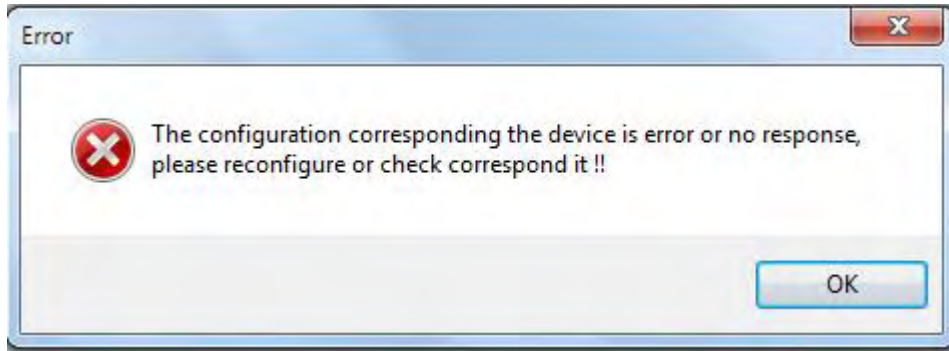 Error
The configuration corresponding the device is error or no response,
please reconfigure or check correspond it !!
OK